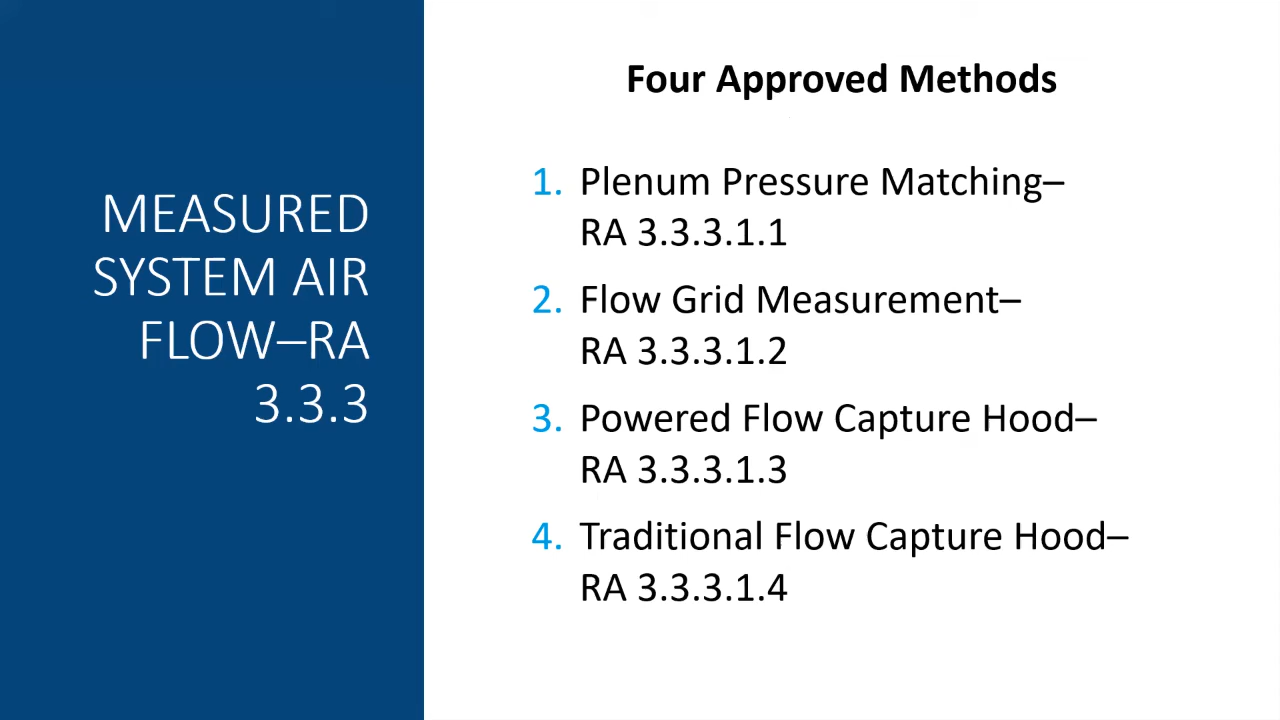 MEASURED
SYSTEM AIR
FLOW–RA
3.3.3
Four Approved Methods
1. Plenum Pressure Matching–
RA 3.3.3.1.1
2. Flow Grid Measurement–
RA 3.3.3.1.2
3. Powered Flow Capture Hood–
RA 3.3.3.1.3
4. Traditional Flow Capture Hood–
RA 3.3.3.1.4